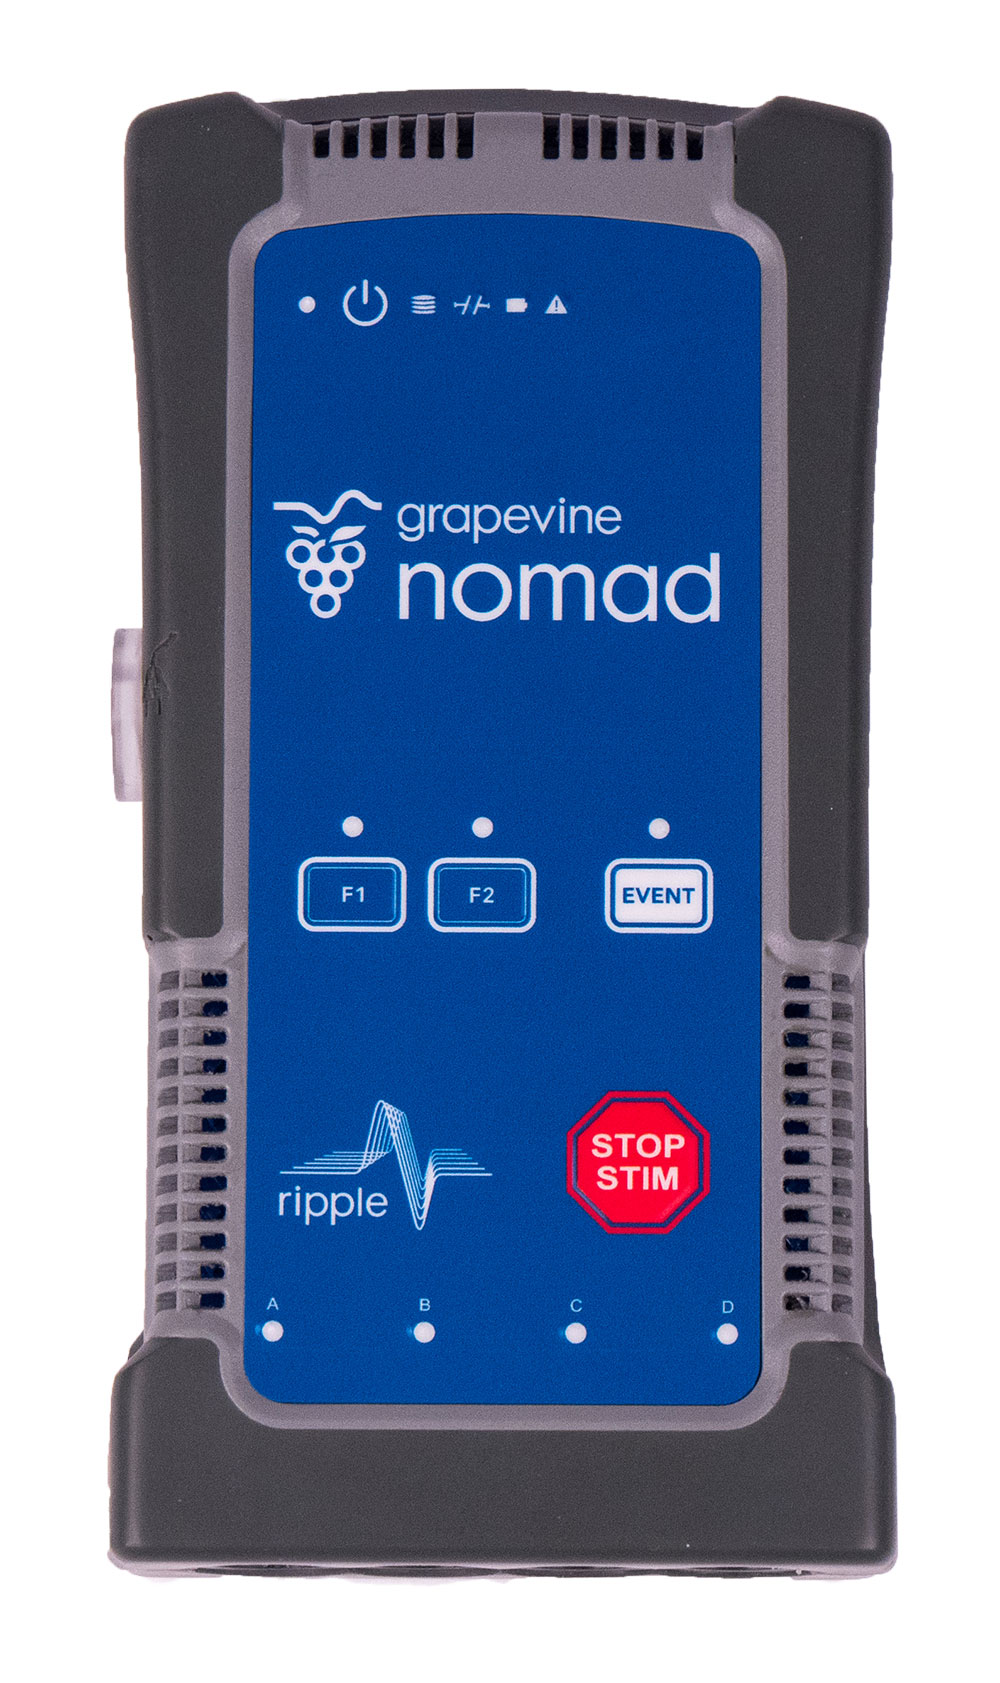 grapevine
nomad
F1 F2 EVENT
STOP
STIM
ripple
A B C D